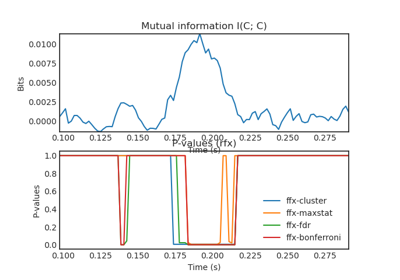 Mutual information I(C; C)
0.0100
0.0075
0.0050
0.0025
0.0000
Bits
0.100 0.125 0.150 0.175 0.200 0.225 0.250 0.275
Time (s)
P-values (rfx)
1.0
0.8
0.6
0.4
0.2
0.0
P-values
ffx-cluster
ffx-maxstat
ffx-fdr
ffx-bonferroni
0.100 0.125 0.150 0.175 0.200 0.225 0.250 0.275
Time (s)